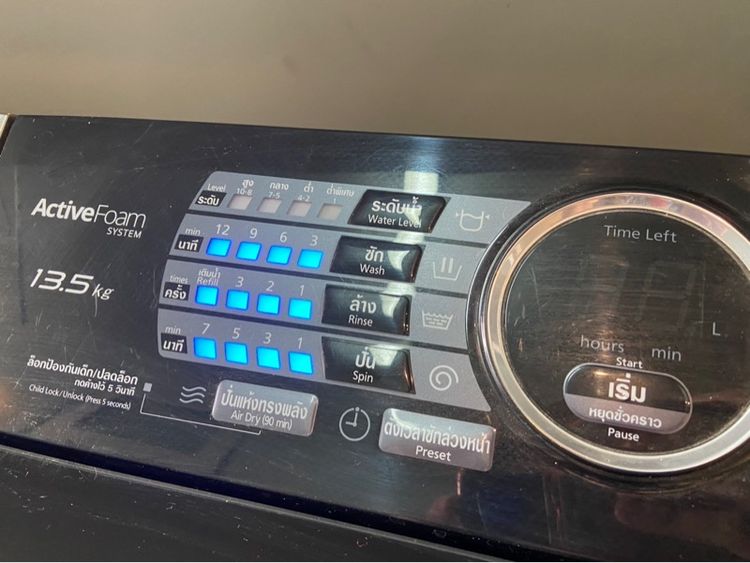 ActiveFoam
SYSTEM
13.5 kg
ล็อกป้องกันเด็ก/ปลดล็อก
กดค้างไว้ 5 วินาที
Child Lock/Unlock (Press 5 seconds)
Level สูง กลาง ต่ำ ต่ำพิเศษ
ระดับ 10-8 7-5 4-2 1
ระดับน้ำ
Water Level
min 12 9 6 3
นาที
ซัก
Wash
times เติมน้ำ
ครั้ง Refill 3 2 1
ล้าง
Rinse
min 7 5 3 1
นาที
ปั่น
Spin
ปั่นแห้งทรงพลัง
Air Dry (90 min)
ตั้งเวลาซักล่วงหน้า
Preset
Time Left
L
hours min
Start
เริ่ม
หยุดชั่วคราว
Pause